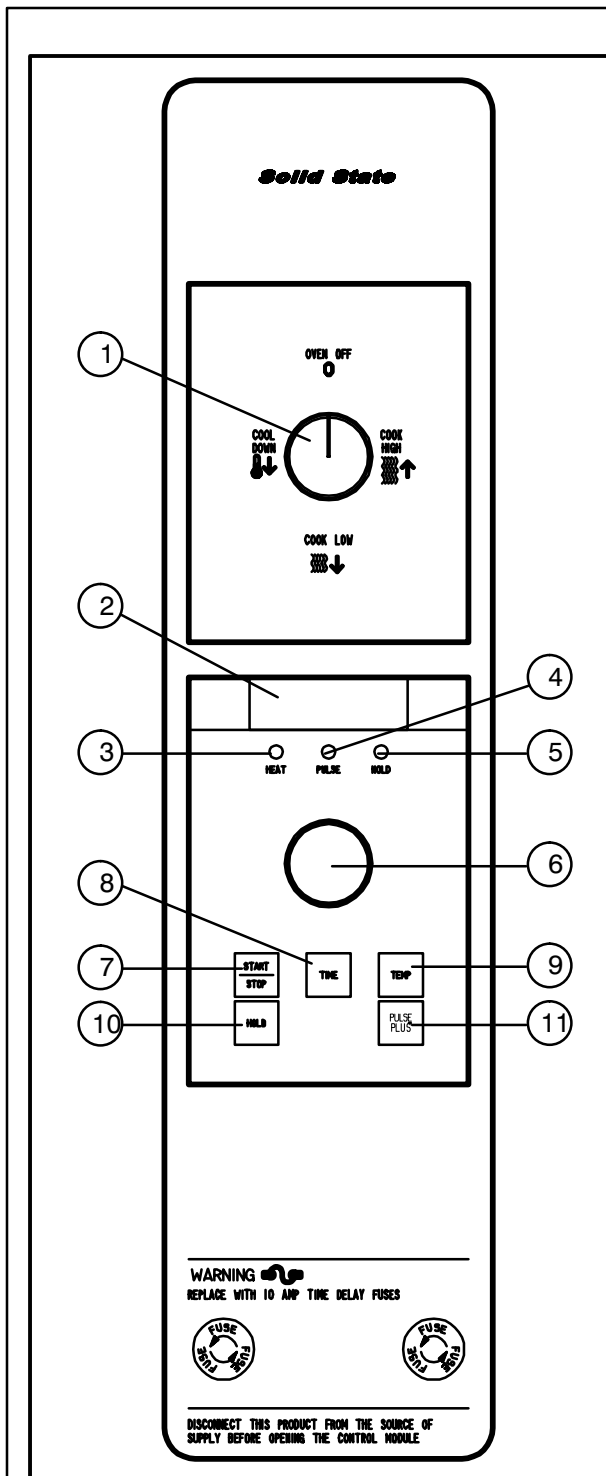 Solid State
1
OVEN OFF
0
COOL
DOWN
COOK
HIGH
COOK LOW
2
4
3
HEAT
PULSE
HOLD
5
6
8
7
START
STOP
TIME
TEMP
9
10
HOLD
PULSE
PLUS
11
WARNING
REPLACE WITH 10 AMP TIME DELAY FUSES
FUSE
FUSE
FUSE
FUSE
FUSE
FUSE
DISCONNECT THIS PRODUCT FROM THE SOURCE OF
SUPPLY BEFORE OPENING THE CONTROL MODULE